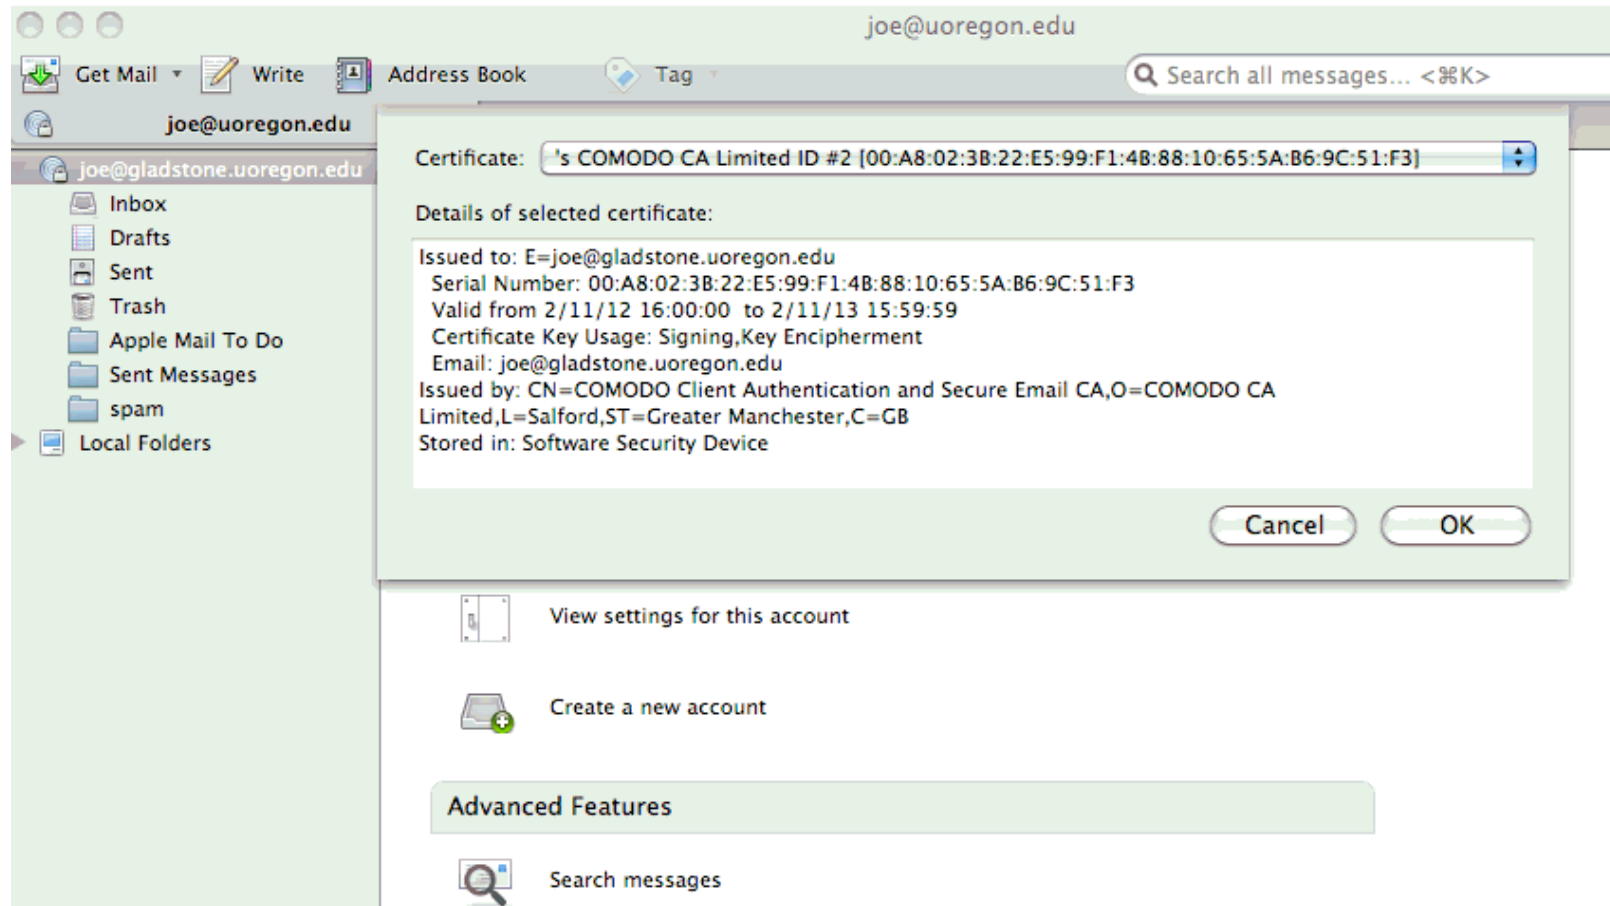 joe@uoregon.edu
Get Mail Write Address Book Tag Search all messages... <⌘K>
joe@uoregon.edu
joe@gladstone.uoregon.edu
Inbox
Drafts
Sent
Trash
Apple Mail To Do
Sent Messages
spam
Local Folders
Certificate: 's COMODO CA Limited ID #2 [00:A8:02:3B:22:E5:99:F1:4B:88:10:65:5A:B6:9C:51:F3]
Details of selected certificate:
Issued to: E=joe@gladstone.uoregon.edu
Serial Number: 00:A8:02:3B:22:E5:99:F1:4B:88:10:65:5A:B6:9C:51:F3
Valid from 2/11/12 16:00:00 to 2/11/13 15:59:59
Certificate Key Usage: Signing,Key Encipherment
Email: joe@gladstone.uoregon.edu
Issued by: CN=COMODO Client Authentication and Secure Email CA,O=COMODO CA
Limited,L=Salford,ST=Greater Manchester,C=GB
Stored in: Software Security Device
Cancel OK
View settings for this account
Create a new account
Advanced Features
Search messages